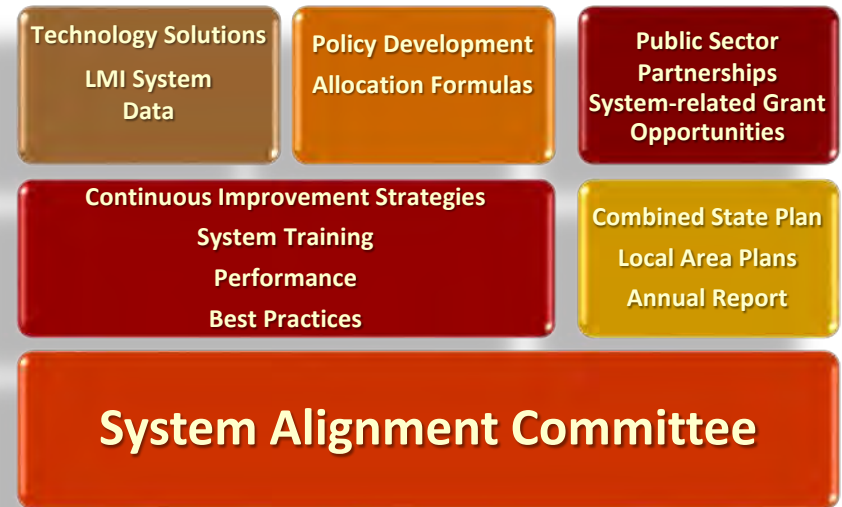 Technology Solutions
LMI System
Data
Policy Development
Allocation Formulas
Public Sector
Partnerships
System-related Grant
Opportunities
Continuous Improvement Strategies
System Training
Performance
Best Practices
Combined State Plan
Local Area Plans
Annual Report
System Alignment Committee